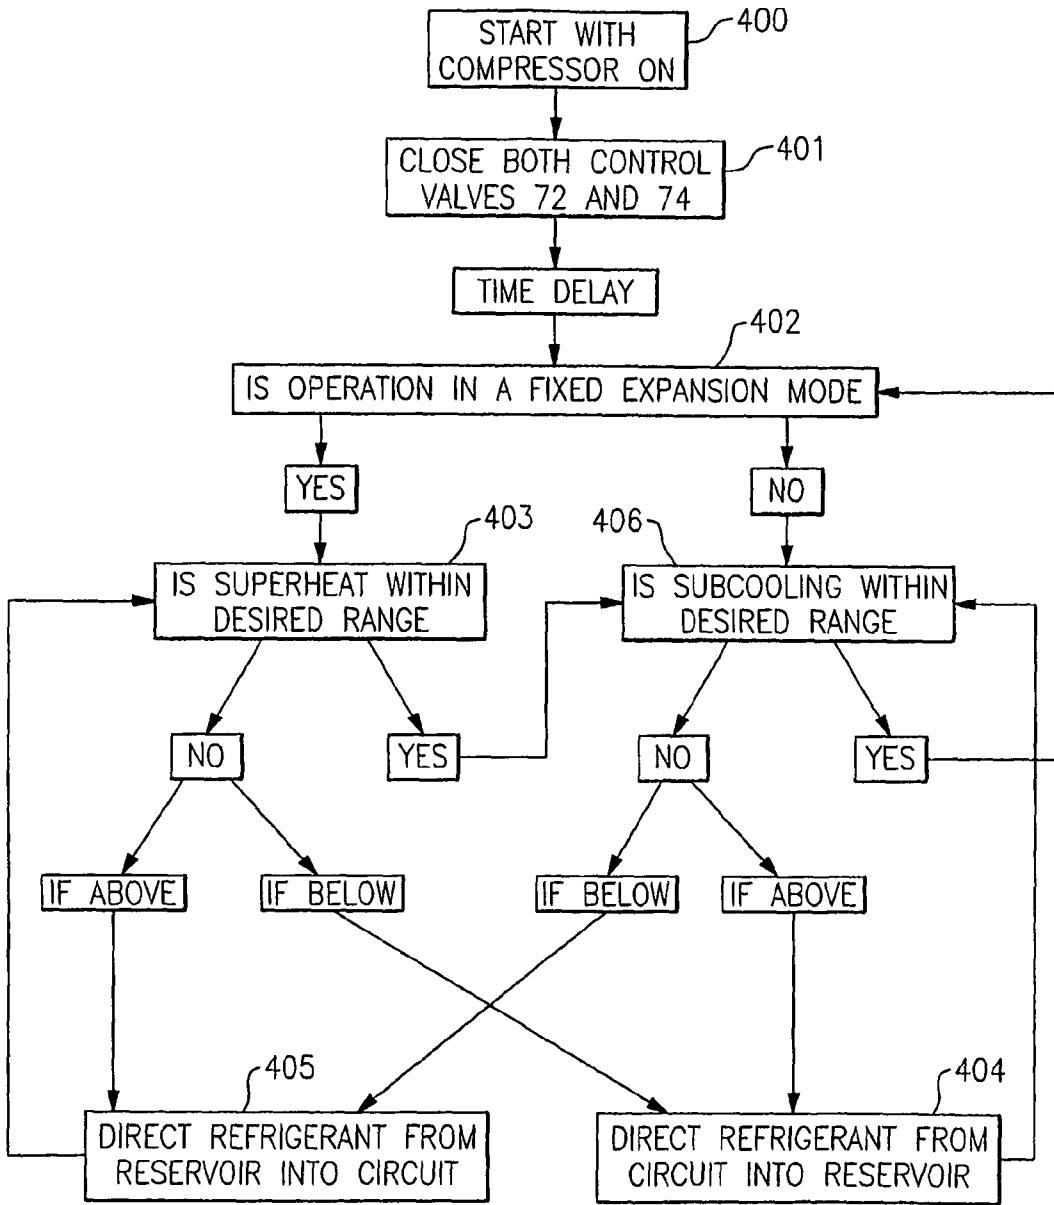 START WITH
COMPRESSOR ON
400
CLOSE BOTH CONTROL
VALVES 72 AND 74
401
TIME DELAY
402
IS OPERATION IN A FIXED EXPANSION MODE
YES
NO
403
406
IS SUPERHEAT WITHIN
DESIRED RANGE
IS SUBCOOLING WITHIN
DESIRED RANGE
NO
YES
NO
YES
IF ABOVE
IF BELOW
IF BELOW
IF ABOVE
405
404
DIRECT REFRIGERANT FROM
RESERVOIR INTO CIRCUIT
DIRECT REFRIGERANT FROM
CIRCUIT INTO RESERVOIR